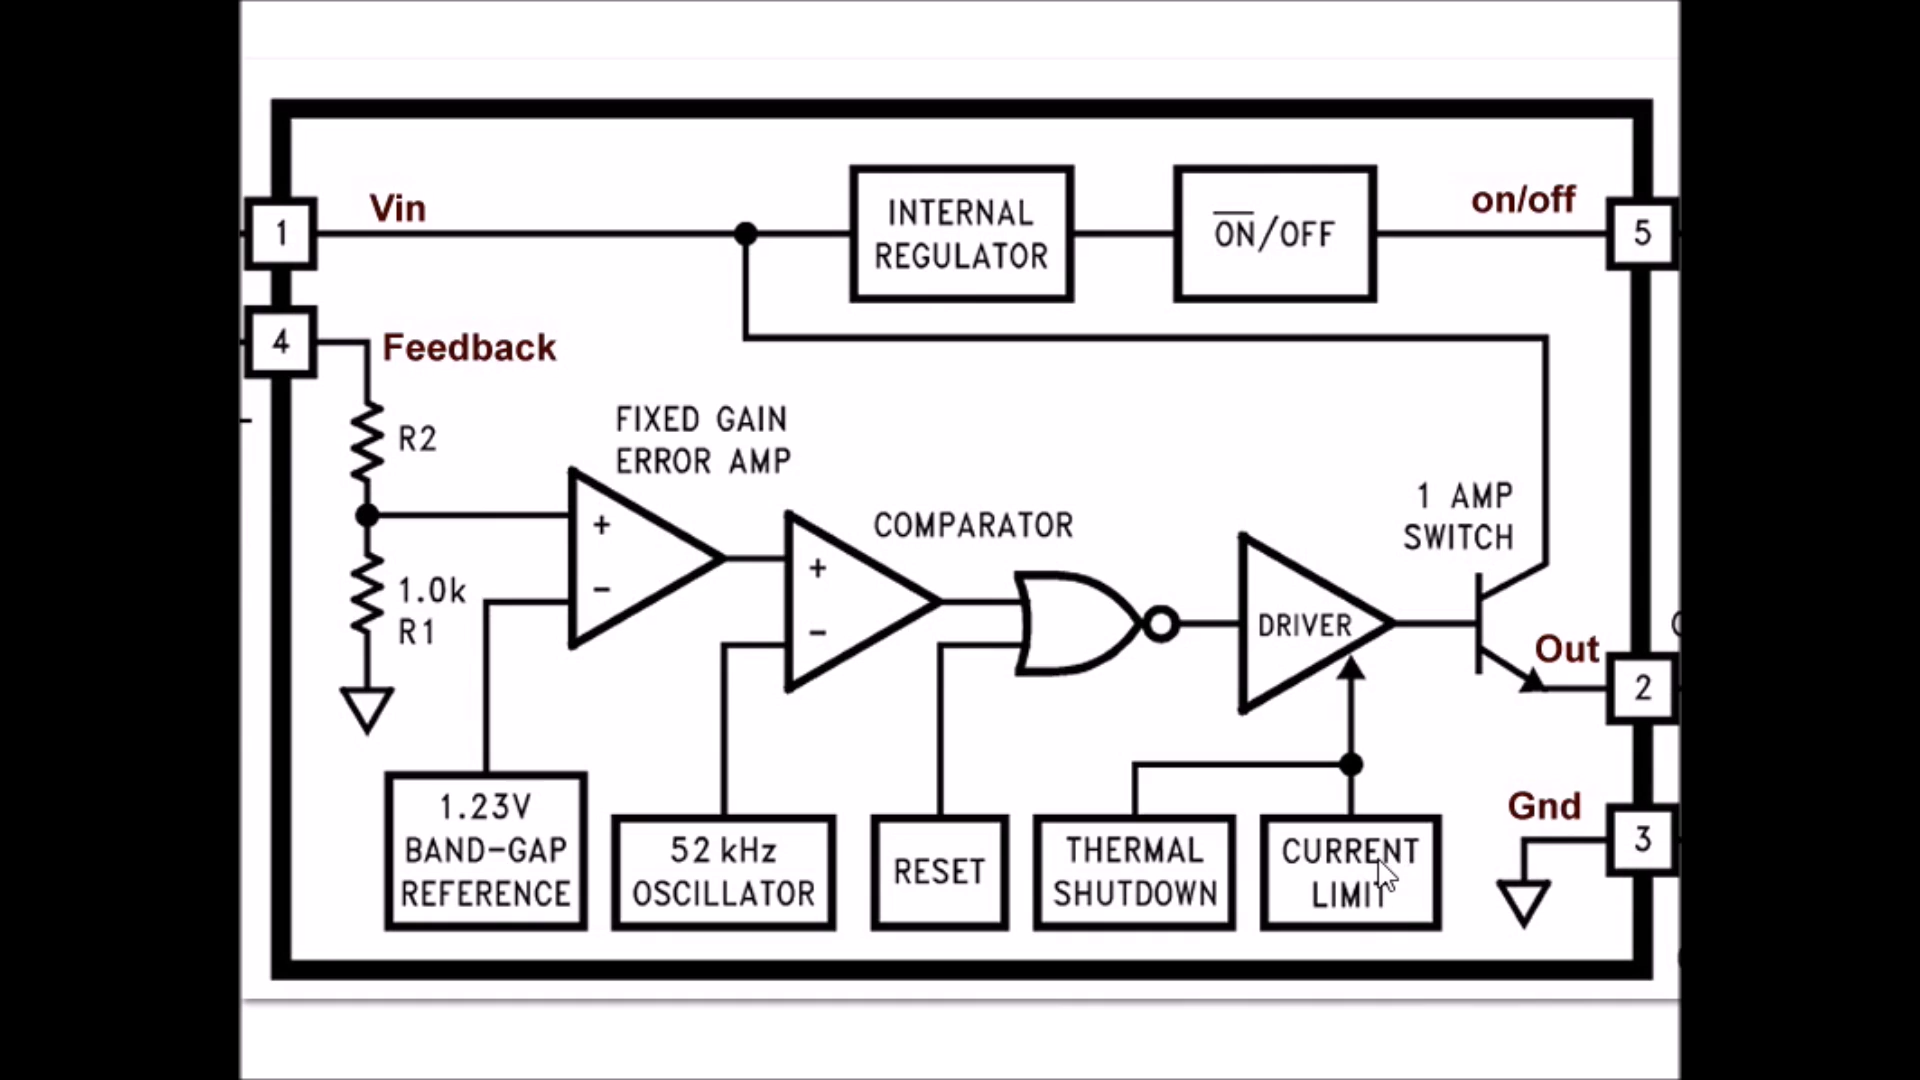 1
Vin
INTERNAL
REGULATOR
ON/OFF
on/off
5
4
Feedback
R2
FIXED GAIN
ERROR AMP
+
-
1.0k
R1
COMPARATOR
+
-
DRIVER
1 AMP
SWITCH
Out
2
1.23V
BAND-GAP
REFERENCE
52 kHz
OSCILLATOR
RESET
THERMAL
SHUTDOWN
CURRENT
LIMIT
Gnd
3